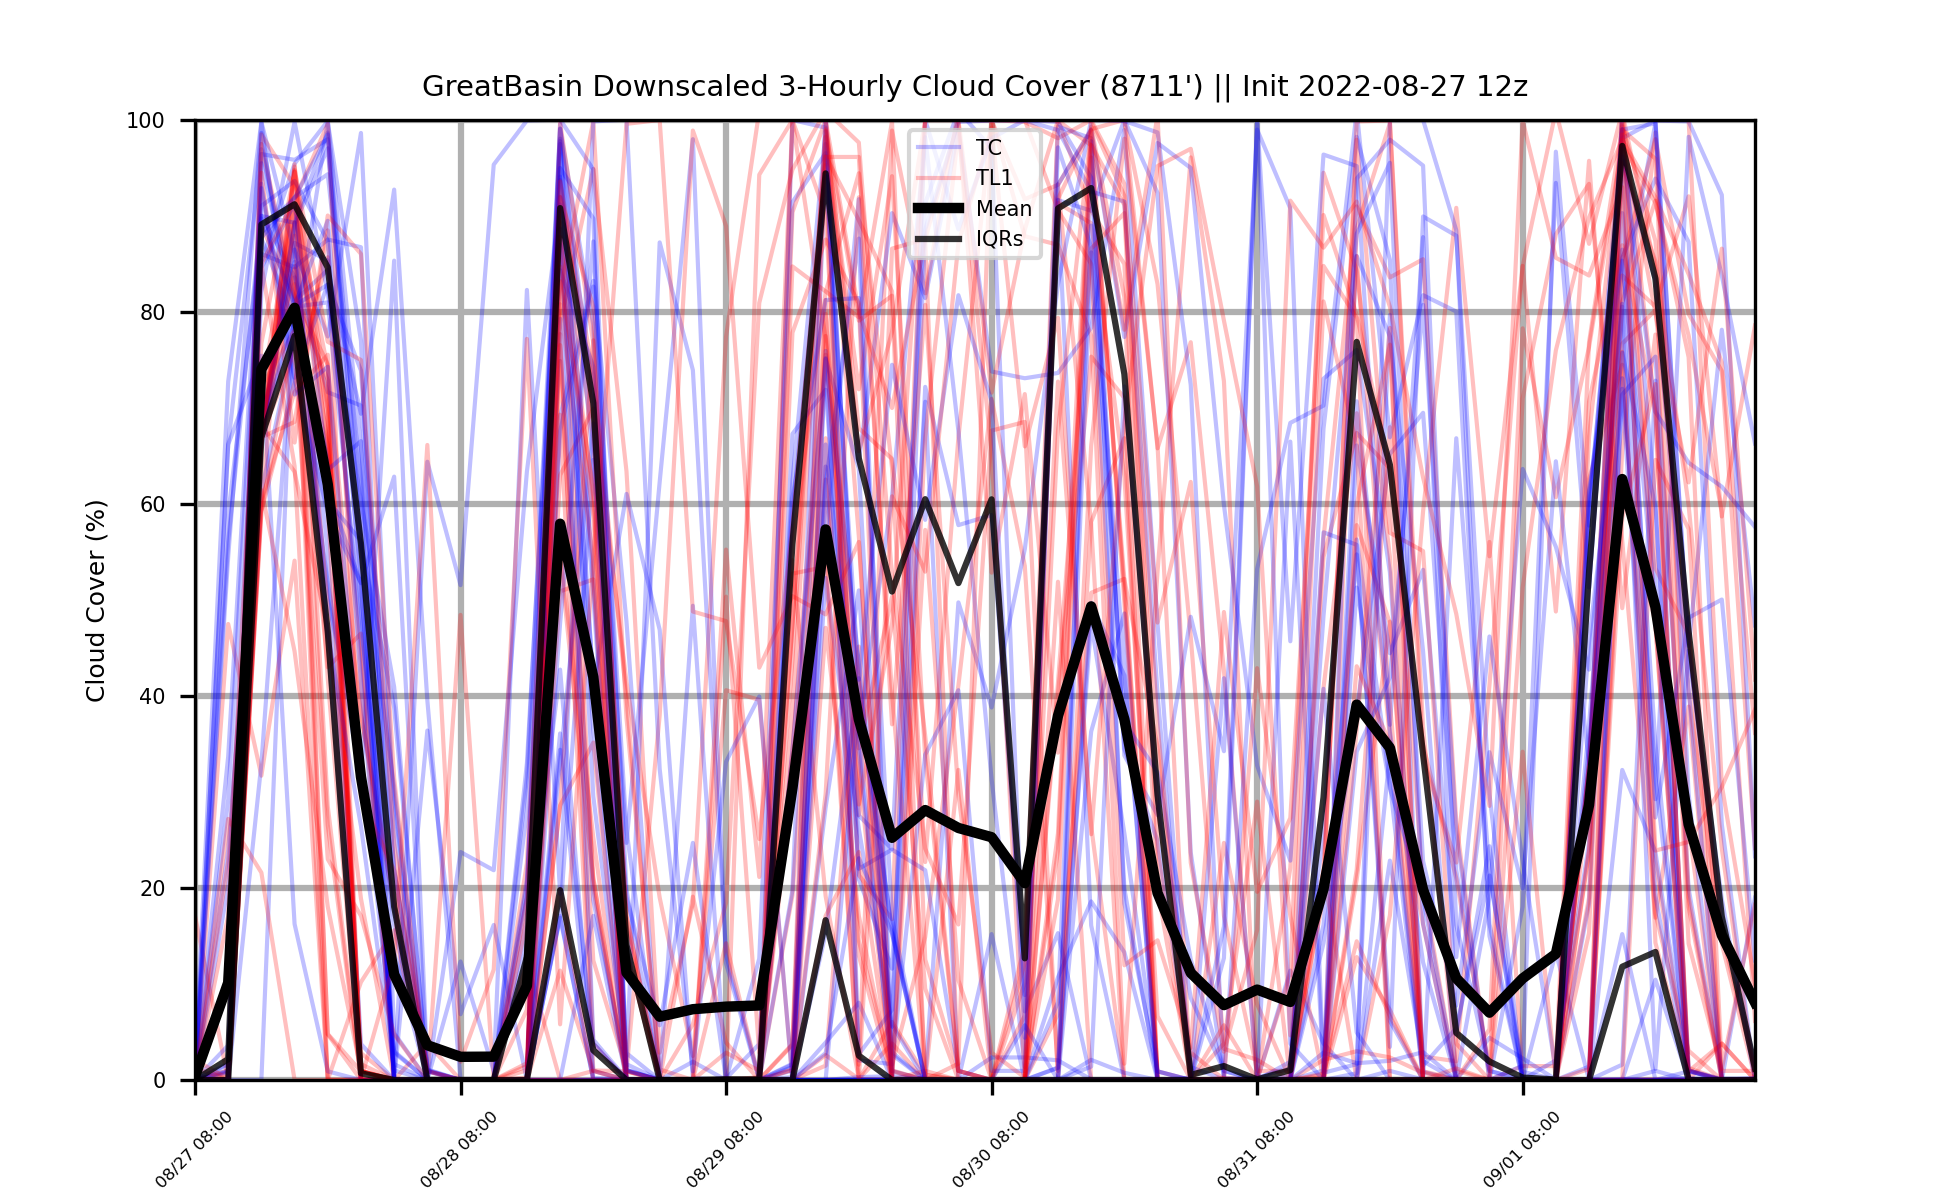 GreatBasin Downscaled 3-Hourly Cloud Cover (8711') || Init 2022-08-27 12z
TC
TL1
Mean
IQRs
Cloud Cover (%)
100
80
60
40
20
0
08/27 08:00
08/28 08:00
08/29 08:00
08/30 08:00
08/31 08:00
09/01 08:00